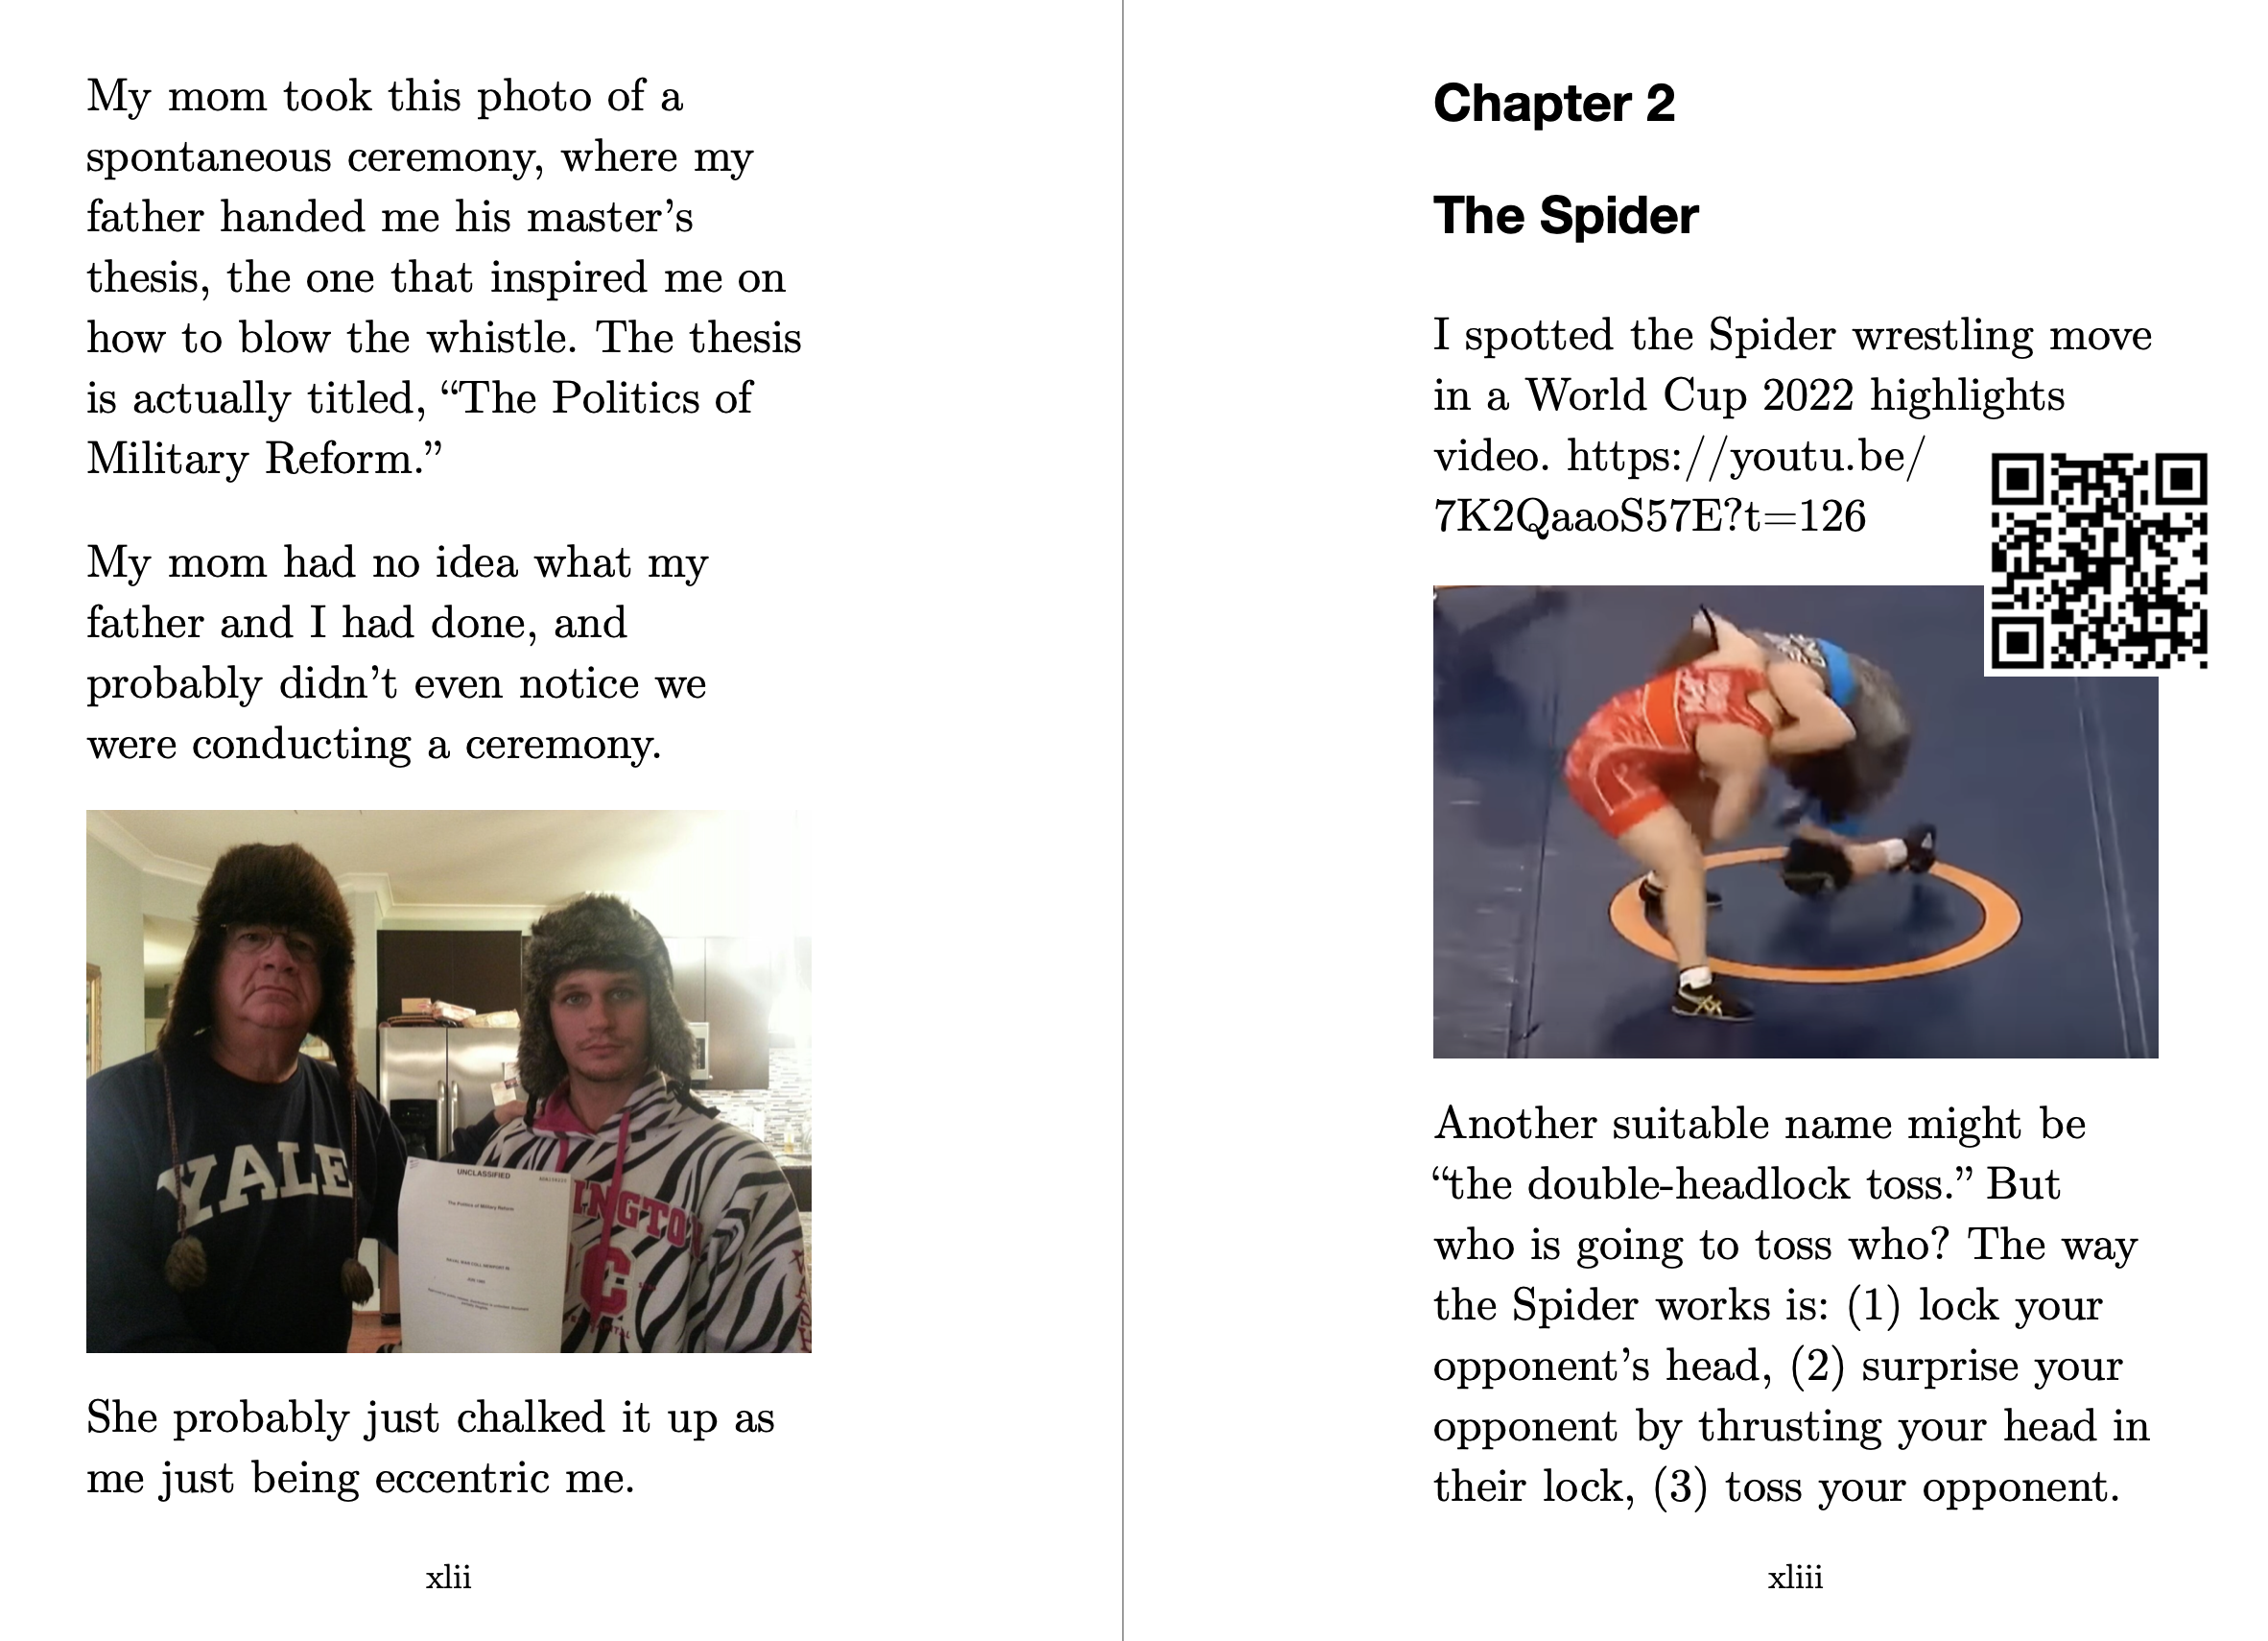 My mom took this photo of a
spontaneous ceremony, where my
father handed me his master’s
thesis, the one that inspired me on
how to blow the whistle. The thesis
is actually titled, “The Politics of
Military Reform.”
My mom had no idea what my
father and I had done, and
probably didn’t even notice we
were conducting a ceremony.
YALE
UNCLASSIFIED
The Politics of Military Reform
INGTON
C
She probably just chalked it up as
me just being eccentric me.
xlii
Chapter 2
The Spider
I spotted the Spider wrestling move
in a World Cup 2022 highlights
video. https://youtu.be/
7K2QaaoS57E?t=126
Another suitable name might be
“the double-headlock toss.” But
who is going to toss who? The way
the Spider works is: (1) lock your
opponent’s head, (2) surprise your
opponent by thrusting your head in
their lock, (3) toss your opponent.
xliii